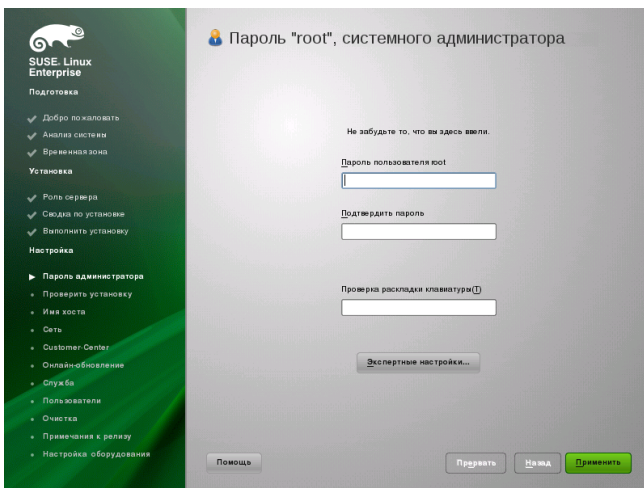 SUSE. Linux
Enterprise
Подготовка
Добро пожаловать
Анализ системы
Временная зона
Установка
Роль сервера
Сводка по установке
Выполнить установку
Настройка
Пароль администратора
Проверить установку
Имя хоста
Сеть
Customer-Center
Онлайн-обновление
Служба
Пользователи
Очистка
Примечания к релизу
Настройка оборудования
Пароль "root", системного администратора
Не забудьте то, что вы здесь ввели.
Пароль пользователя root
Подтвердить пароль
Проверка раскладки клавиатуры(T)
Экспертные настройки...
Помощь
Прервать
Назад
Применить